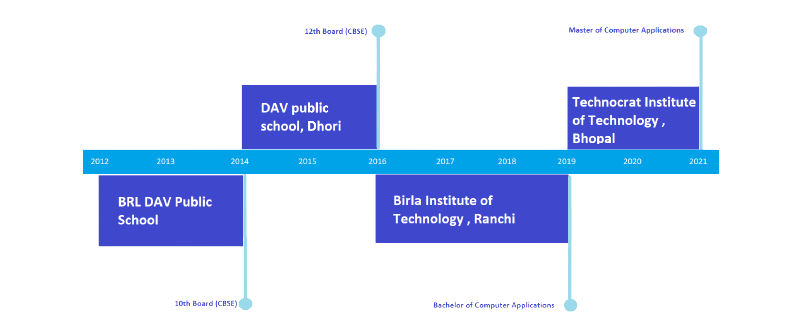 12th Board (CBSE)
Master of Computer Applications
DAV public
school, Dhori
Technocrat Institute
of Technology ,
Bhopal
2012 2013 2014 2015 2016 2017 2018 2019 2020 2021
BRL DAV Public
School
Birla Institute of
Technology , Ranchi
10th Board (CBSE)
Bachelor of Computer Applications